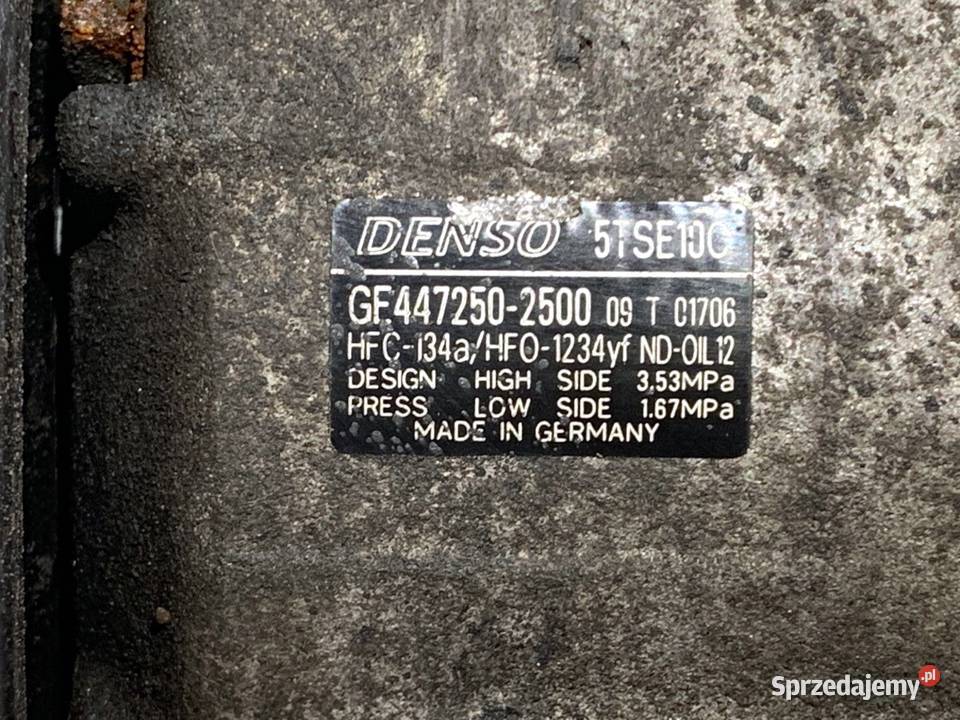 DENSO 5TSE10C
GE447250-2500 09 T C1706
HFC-134a/HFO-1234yf ND-OIL12
DESIGN HIGH SIDE 3.53MPa
PRESS LOW SIDE 1.67MPa
MADE IN GERMANY
Sprzedajemy.pl